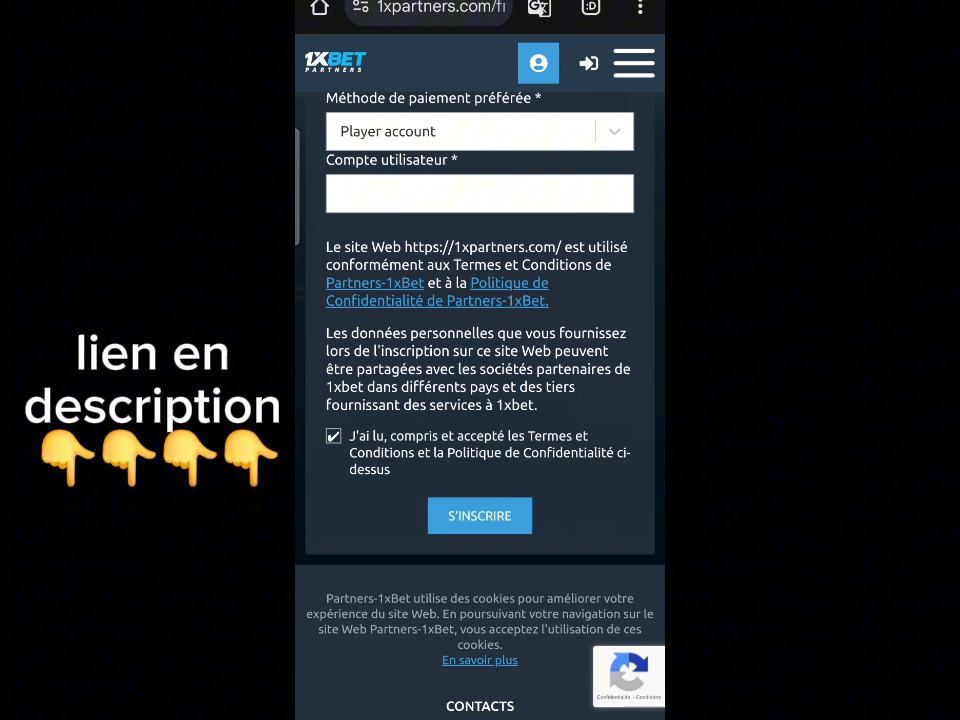 1xpartners.com/fr
:D
1XBET
PARTNERS
Méthode de paiement préférée *
Player account
Compte utilisateur *
Le site Web https://1xpartners.com/ est utilisé
conformément aux Termes et Conditions de
Partners-1xBet et à la Politique de
Confidentialité de Partners-1xBet.
Les données personnelles que vous fournissez
lors de l'inscription sur ce site Web peuvent
être partagées avec les sociétés partenaires de
1xbet dans différents pays et des tiers
fournissant des services à 1xbet.
lien en
description
👇👇👇👇
J'ai lu, compris et accepté les Termes et
Conditions et la Politique de Confidentialité ci-
dessus
S'INSCRIRE
Partners-1xBet utilise des cookies pour améliorer votre
expérience du site Web. En poursuivant votre navigation sur le
site Web Partners-1xBet, vous acceptez l'utilisation de ces
cookies.
En savoir plus
Confidentialité - Conditions
CONTACTS